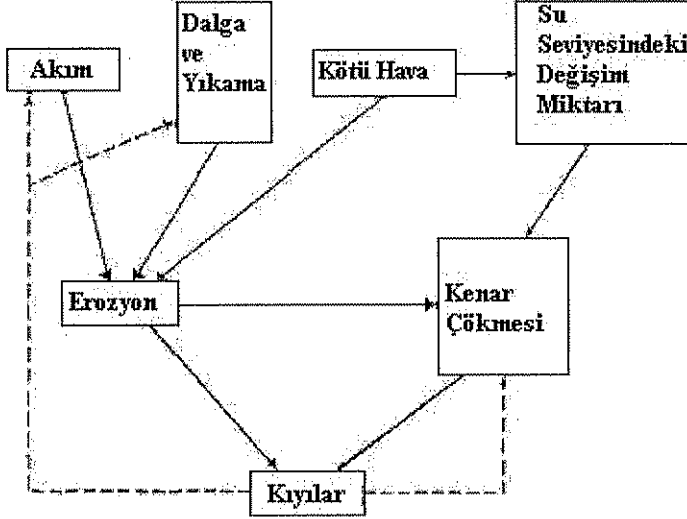 Dalga
ve
Yıkama
Akım
Kötü Hava
Su
Seviyesindeki
Değişim
Miktarı
Erozyon
Kenar
Çökmesi
Kıyılar